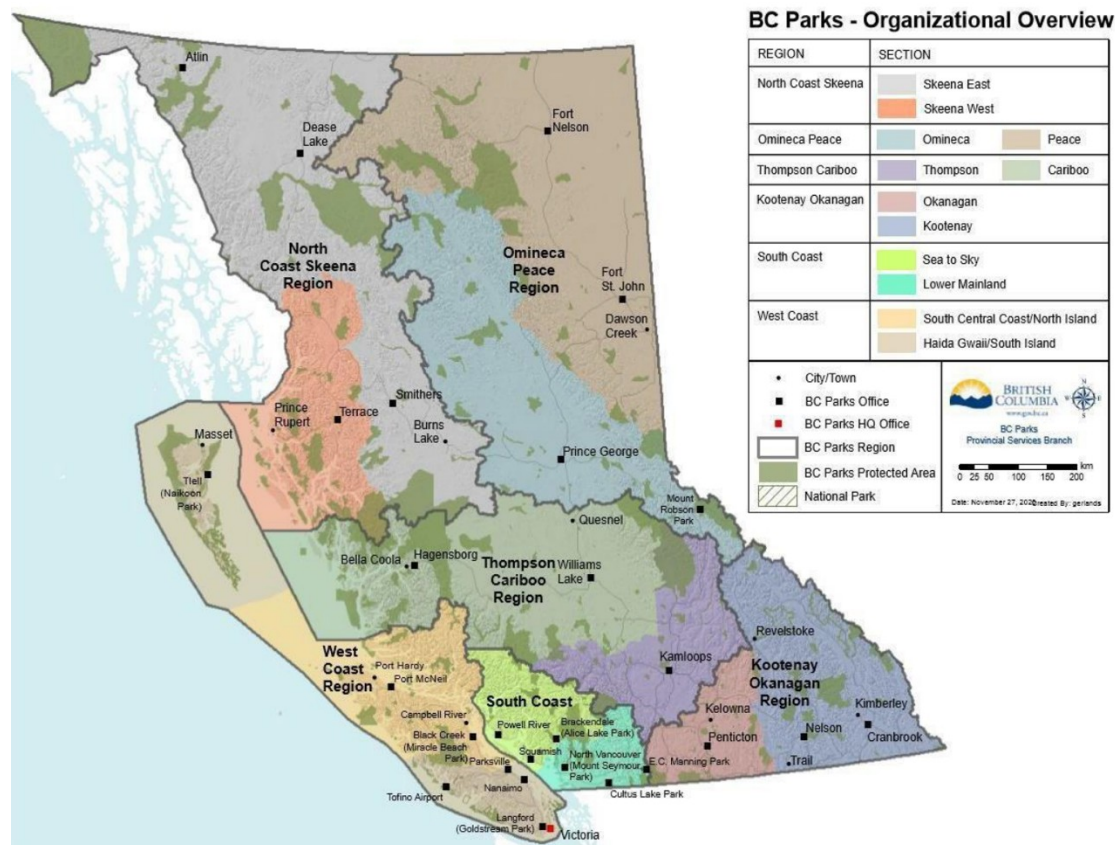 BC Parks - Organizational Overview
REGION SECTION
North Coast Skeena
Skeena East
Skeena West
Omineca Peace
Omineca
Peace
Thompson Cariboo
Thompson
Cariboo
Kootenay Okanagan
Okanagan
Kootenay
South Coast
Sea to Sky
Lower Mainland
West Coast
South Central Coast/North Island
Haida Gwaii/South Island
City/Town
BC Parks Office
BC Parks HQ Office
BC Parks Region
BC Parks Protected Area
National Park
BRITISH
COLUMBIA
www.gov.bc.ca
BC Parks
Provincial Services Branch
km
0 25 50 100 150 200
Date: November 27, 202
Created By: gerlands
Atlin
Dease
Lake
Fort
Nelson
North
Coast Skeena
Region
Omineca
Peace
Region
Fort
St. John
Dawson
Creek
Smithers
Prince
Rupert
Terrace
Burns
Lake
Masset
Tlell
(Naikoon
Park)
Prince George
Mount
Robson
Park
Quesnel
Bella Coola
Hagensborg
Thompson
Cariboo
Region
Williams
Lake
Revelstoke
West
Coast
Region
Port Hardy
Port McNeil
Kamloops
Kootenay
Okanagan
Region
South Coast
Campbell River
Powell River
Brackendale
(Alice Lake Park)
Kelowna
Kimberley
Black Creek
(Miracle Beach
Park)
Squamish
North Vancouver
(Mount Seymour
Park)
Penticton
Nelson
Cranbrook
Parksville
E.C. Manning Park
Trail
Nanaimo
Cultus Lake Park
Tofino Airport
Langford
(Goldstream Park)
Victoria